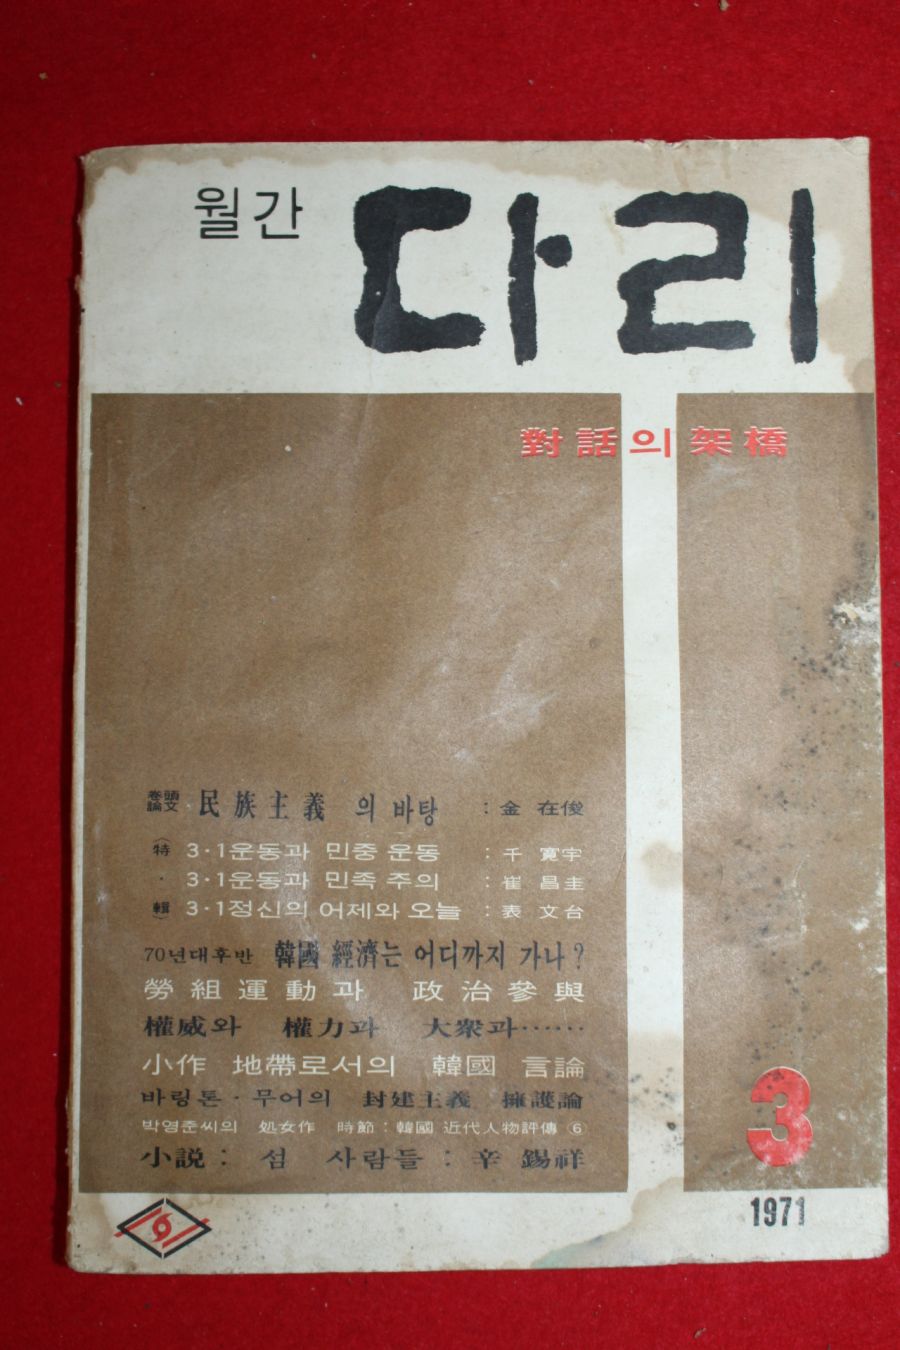 월간 다리
對話의 架橋
卷頭論文 民族主義 의 바탕 : 金在俊
(特 3·1운동과 민중 운동 : 千寬宇
· 3·1운동과 민족 주의 : 崔昌圭
輯) 3·1정신의 어제와 오늘 : 表文台
70년대후반 韓國 經濟는 어디까지 가나?
勞組運動과 政治參與
權威와 權力과 大衆과……
小作 地帶로서의 韓國 言論
바링톤·무어의 封建主義 擁護論
박영준씨의 処女作 時節 : 韓國 近代人物評傳 ⑥
小説 : 섬 사람들 : 辛錫祥
3
1971